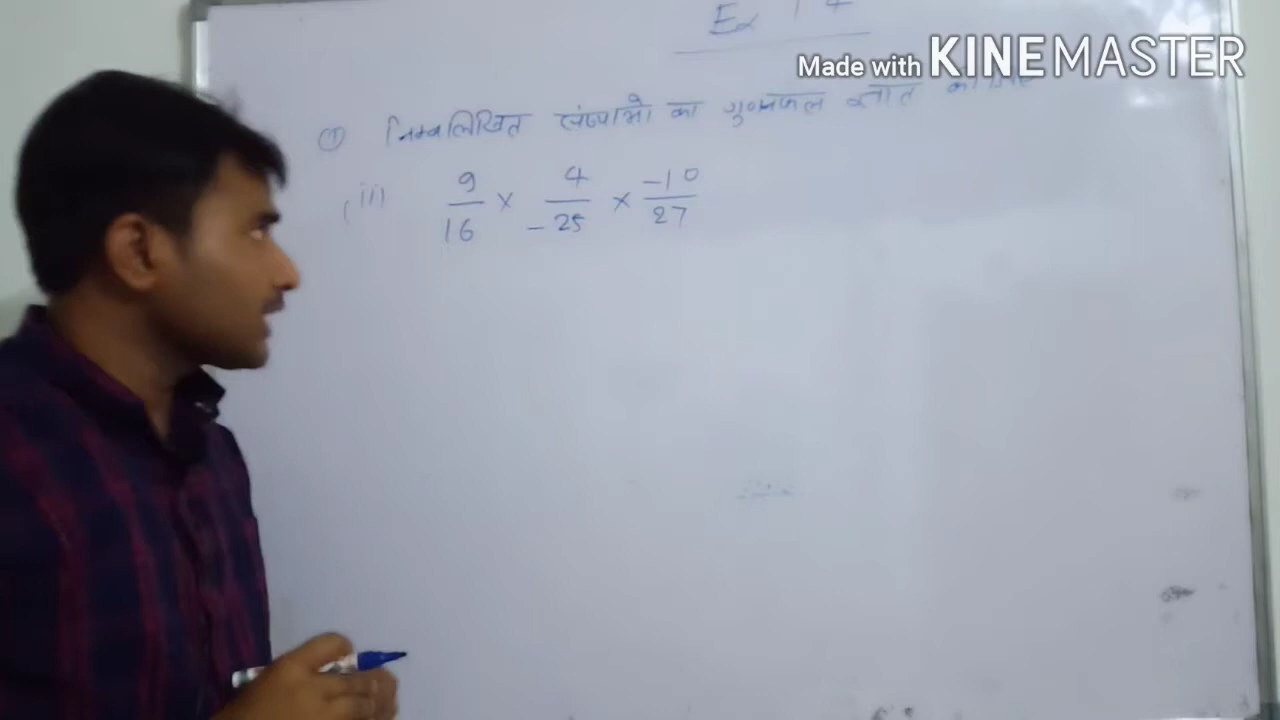 Ex 1 4
Made with KINEMASTER
① निम्नलिखित संख्याओ का गुणनफल ज्ञात कीजिए
(ii) 9/16 × 4/-25 × -10/27